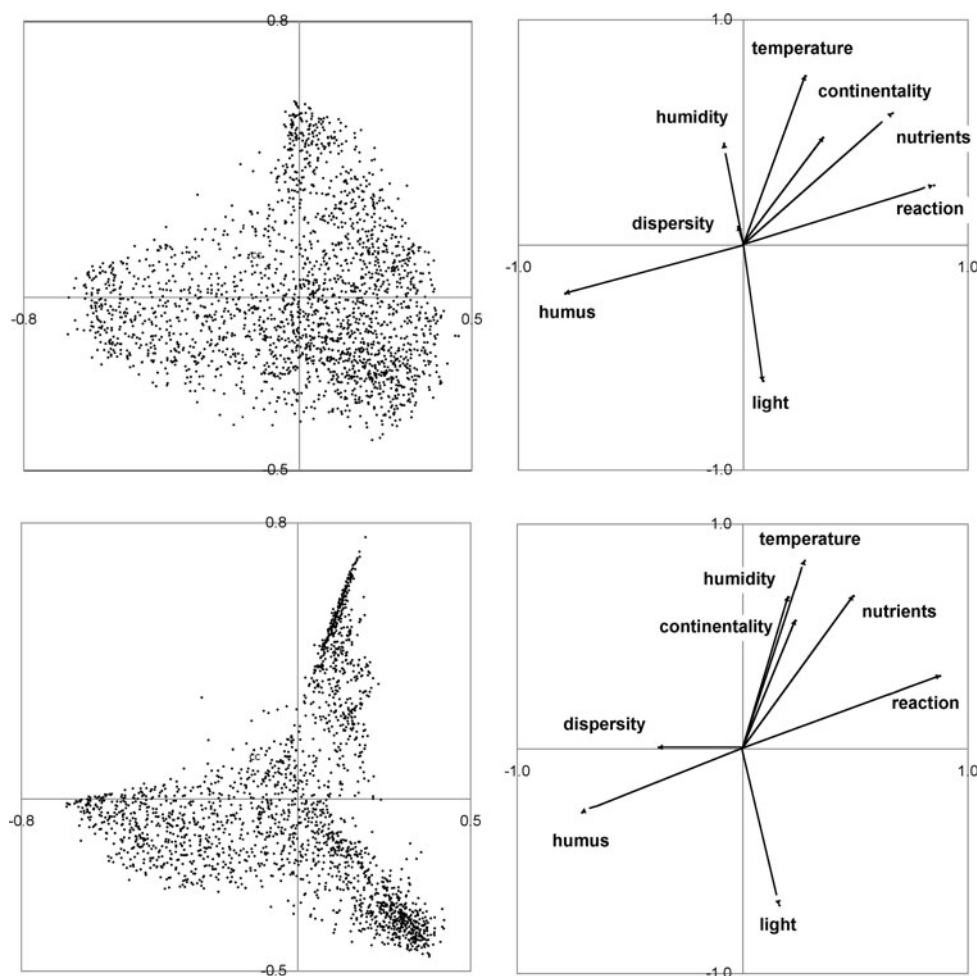 0.8
-0.8
0.5
-0.5
1.0
temperature
continentality
humidity
nutrients
dispersity
reaction
-1.0
1.0
humus
light
-1.0
0.8
-0.8
0.5
-0.5
1.0
temperature
humidity
continentality
nutrients
dispersity
reaction
-1.0
1.0
humus
light
-1.0